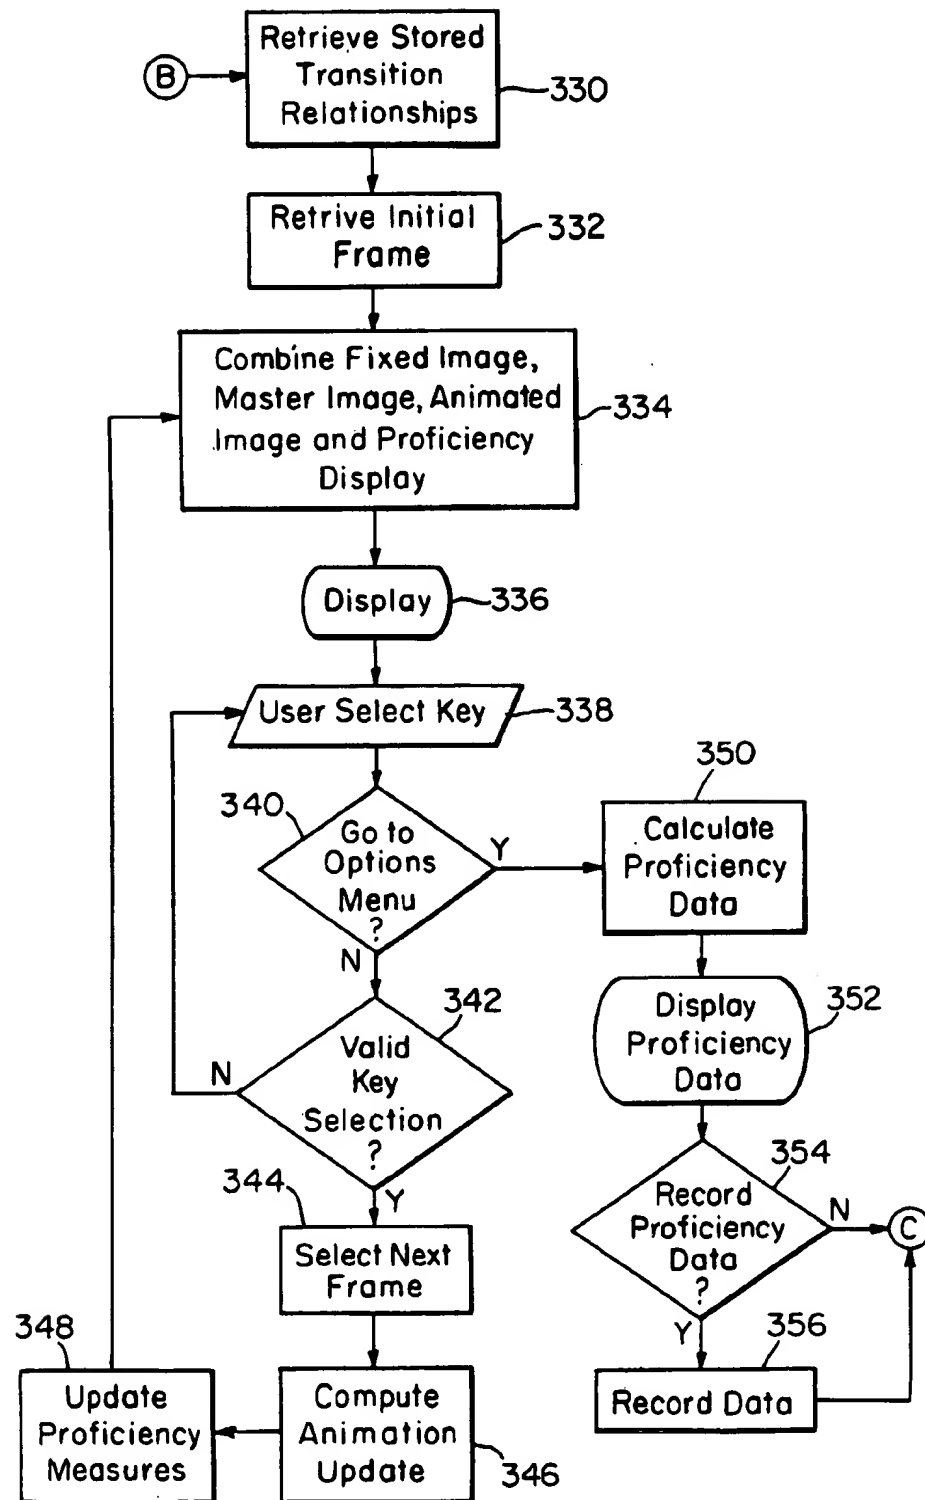 Retrieve Stored
Transition
Relationships
B
330
Retrive Initial
Frame
332
Combine Fixed Image,
Master Image, Animated
Image and Proficiency
Display
334
Display
336
User Select Key
338
340
Go to
Options
Menu
?
Y
N
350
Calculate
Proficiency
Data
342
Valid
Key
Selection
?
N
Y
Display
Proficiency
Data
352
354
Record
Proficiency
Data
?
N
C
Y
344
Select Next
Frame
356
Record Data
348
Update
Proficiency
Measures
Compute
Animation
Update
346